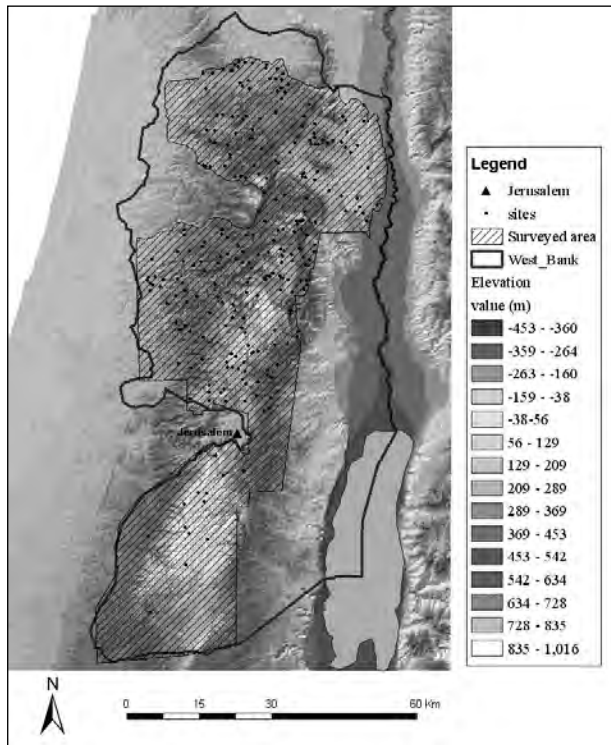 Jerusalem
Legend
Jerusalem
sites
Surveyed area
West_Bank
Elevation
value (m)
-453 - -360
-359 - -264
-263 - -160
-159 - -38
-38-56
56 - 129
129 - 209
209 - 289
289 - 369
369 - 453
453 - 542
542 - 634
634 - 728
728 - 835
835 - 1,016
N
0 15 30 60 Km